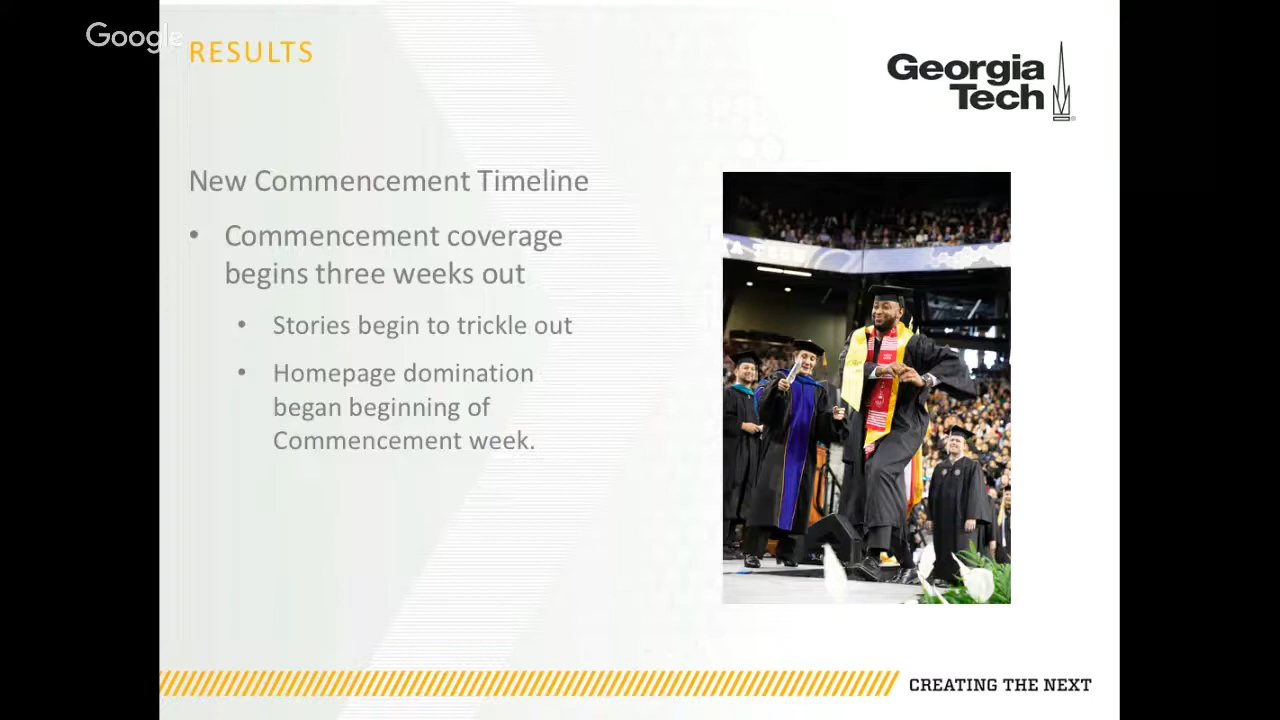 Google
RESULTS
Georgia
Tech
New Commencement Timeline
• Commencement coverage
begins three weeks out
• Stories begin to trickle out
• Homepage domination
began beginning of
Commencement week.
CREATING THE NEXT